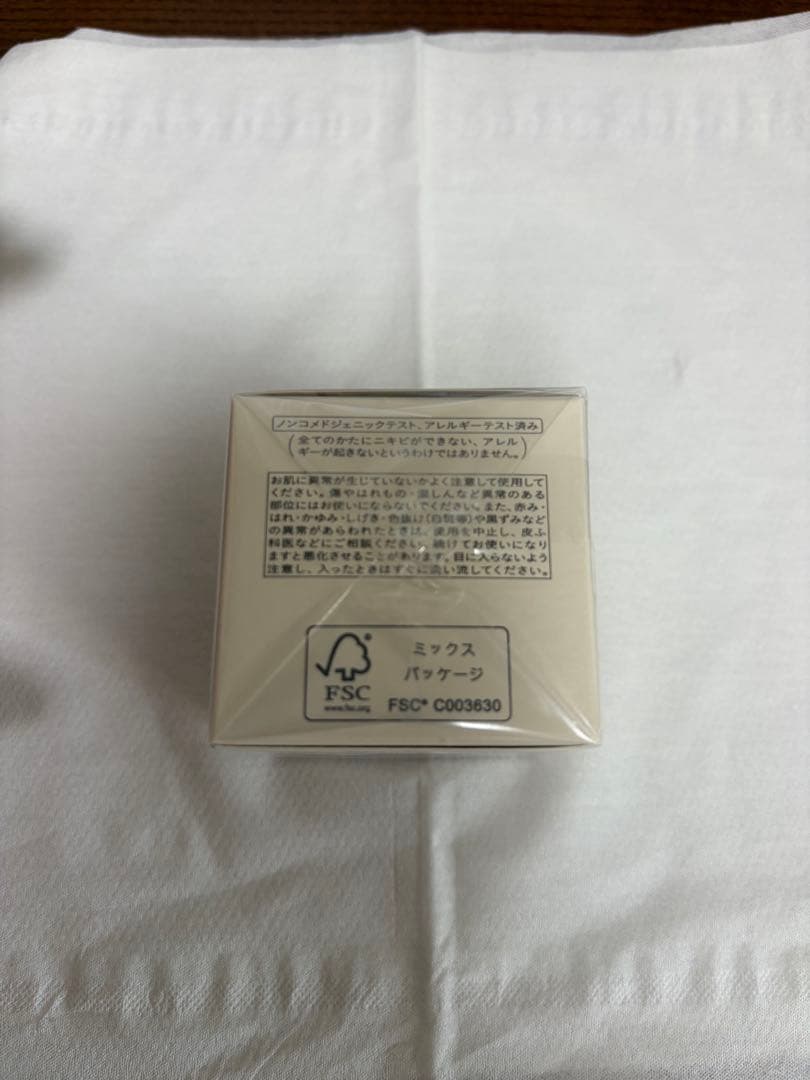 ノンコメドジェニックテスト、アレルギーテスト済み
(全てのかたにニキビができない、アレル
ギーが起きないというわけではありません。)
お肌に異常が生じていないかよく注意して使用して
ください。傷やはれもの・湿しんなど異常のある
部位にはお使いにならないでください。また、赤み・
はれ・かゆみ・しげき・色抜け(白斑等)や黒ずみなど
の異常があらわれたときは、使用を中止し、皮ふ
科医などにご相談ください。続けてお使いになり
ますと悪化させることがあります。目に入らないよう
注意し、入ったときはすぐに洗い流してください。
ミックス
パッケージ
FSC® C003630
FSC
www.fsc.org